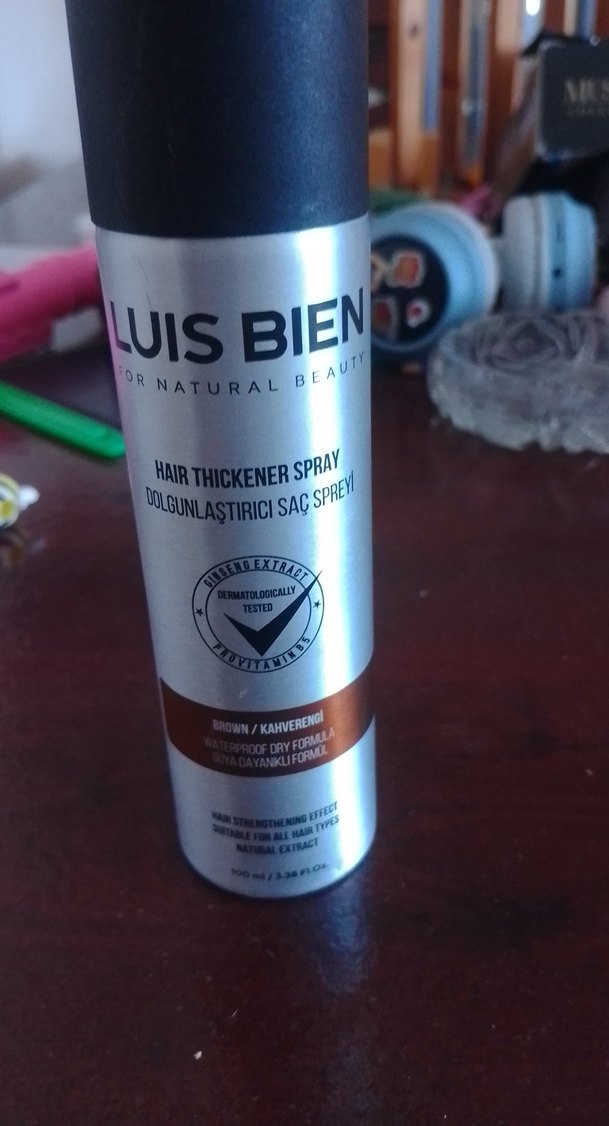 LUIS BIEN
FOR NATURAL BEAUTY
HAIR THICKENER SPRAY
DOLGUNLAŞTIRICI SAÇ SPREYİ
GINSENG EXTRACT
DERMATOLOGICALLY
TESTED
PROVITAMIN B5
BROWN / KAHVERENGİ
WATERPROOF DRY FORMULA
SUYA DAYANIKLI FORMÜL
HAIR STRENGTHENING EFFECT
SUITABLE FOR ALL HAIR TYPES
NATURAL EXTRACT
100 ml / 3.38 FL.Oz.